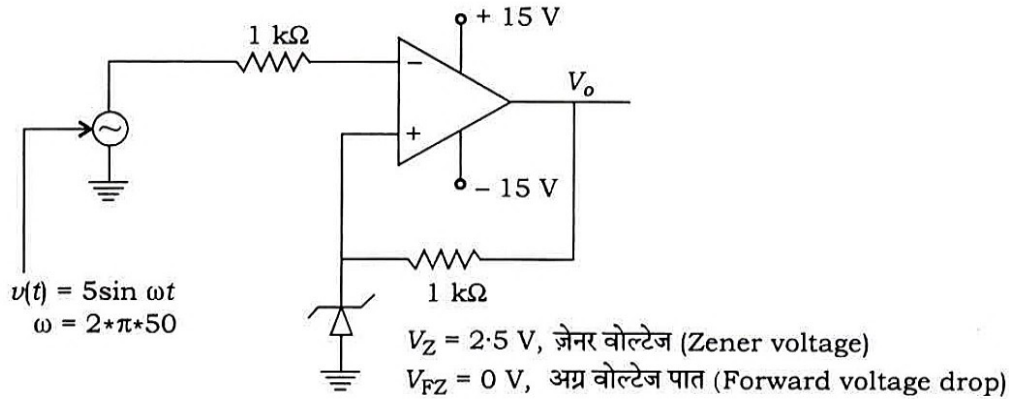 + 15 V
1 kΩ
−
V_o
+
− 15 V
1 kΩ
v(t) = 5sin ωt
ω = 2*π*50
V_Z = 2·5 V, ज़ेनर वोल्टेज (Zener voltage)
V_FZ = 0 V, अग्र वोल्टेज पात (Forward voltage drop)